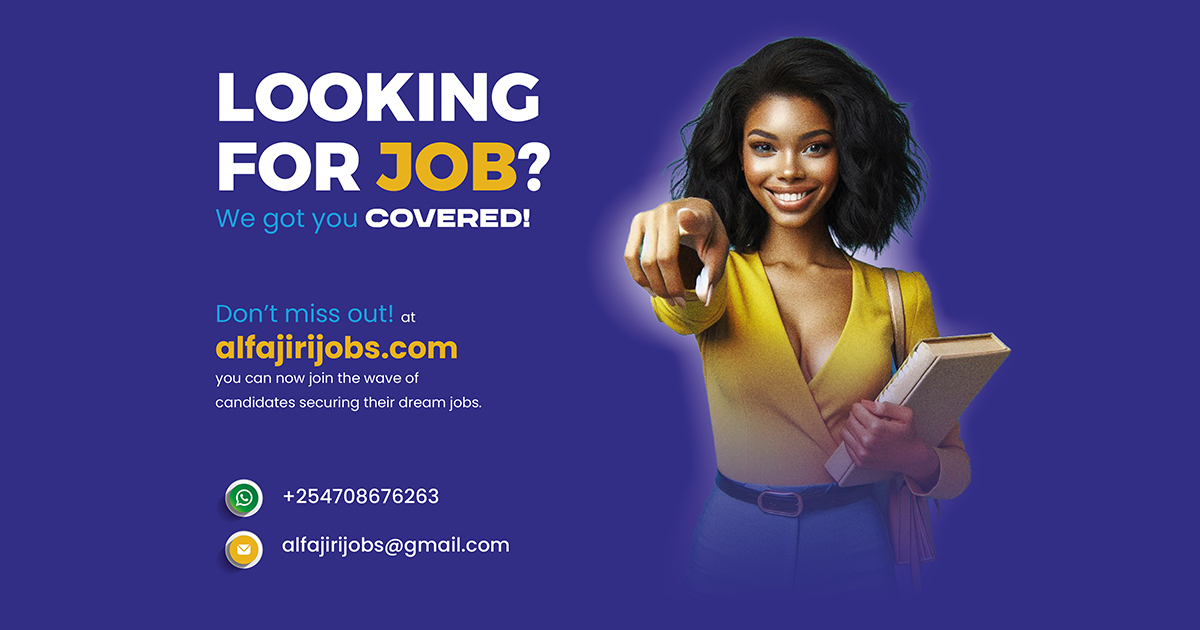 LOOKING
FOR JOB?
We got you COVERED!
Don't miss out! at
alfajirijobs.com
you can now join the wave of
candidates securing their dream jobs.
+254708676263
alfajirijobs@gmail.com